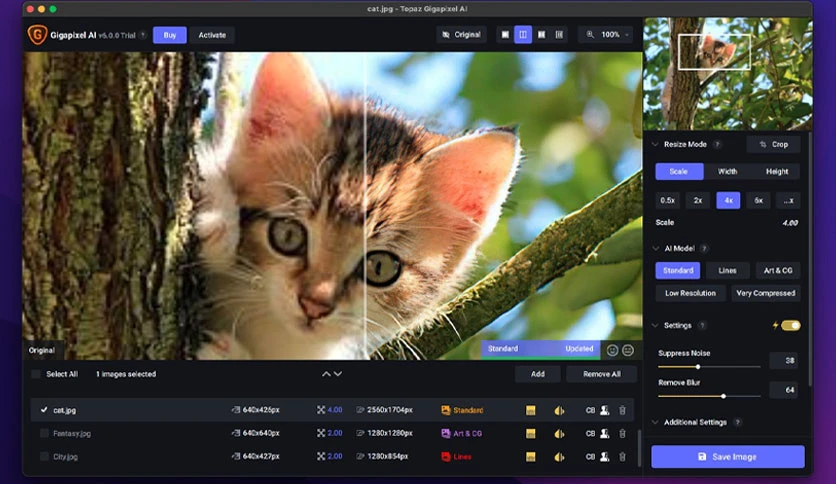 cat.jpg - Topaz Gigapixel AI
Gigapixel AI v6.0.0 Trial ? Buy Activate Original 100%
Resize Mode ? Crop
Scale Width Height
0.5x 2x 4x 6x ...x
Scale 4.00
AI Model ?
Standard Lines Art & CG
Low Resolution Very Compressed
Settings ?
Suppress Noise 38
Remove Blur 64
Additional Settings ?
Save Image
Original Standard Updated
Select All 1 images selected Add Remove All
cat.jpg 640x426px 4.00 2560x1704px Standard CB
Fantasy.jpg 640x640px 2.00 1280x1280px Art & CG CB
City.jpg 640x427px 2.00 1280x854px Lines CB